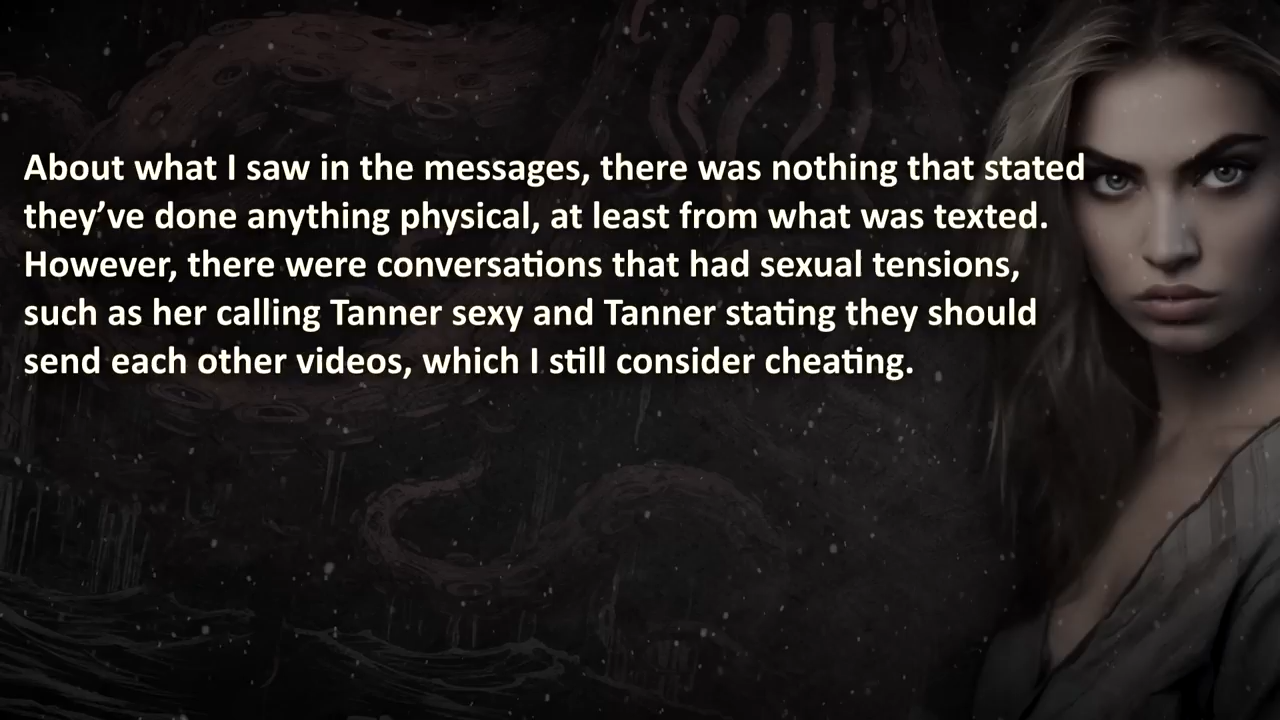 About what I saw in the messages, there was nothing that stated
they’ve done anything physical, at least from what was texted.
However, there were conversations that had sexual tensions,
such as her calling Tanner sexy and Tanner stating they should
send each other videos, which I still consider cheating.